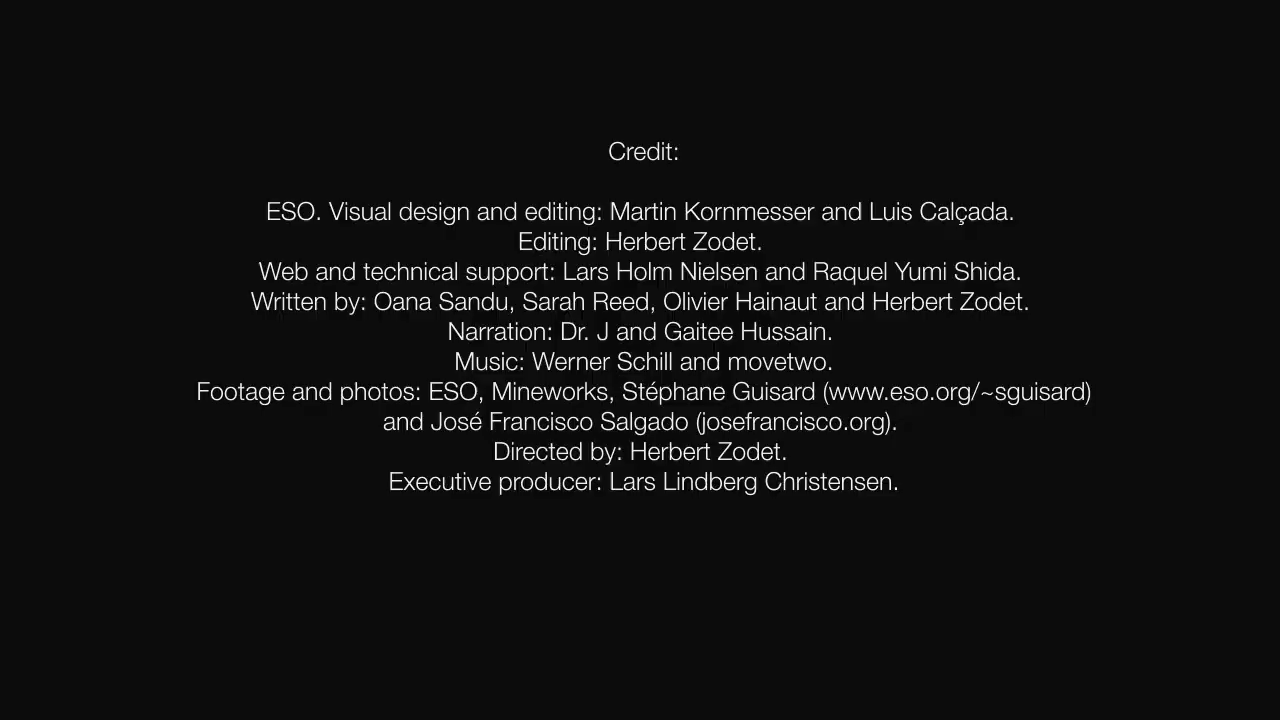 Credit:
ESO. Visual design and editing: Martin Kornmesser and Luis Calçada.
Editing: Herbert Zodet.
Web and technical support: Lars Holm Nielsen and Raquel Yumi Shida.
Written by: Oana Sandu, Sarah Reed, Olivier Hainaut and Herbert Zodet.
Narration: Dr. J and Gaitee Hussain.
Music: Werner Schill and movetwo.
Footage and photos: ESO, Mineworks, Stéphane Guisard (www.eso.org/~sguisard)
and José Francisco Salgado (josefrancisco.org).
Directed by: Herbert Zodet.
Executive producer: Lars Lindberg Christensen.